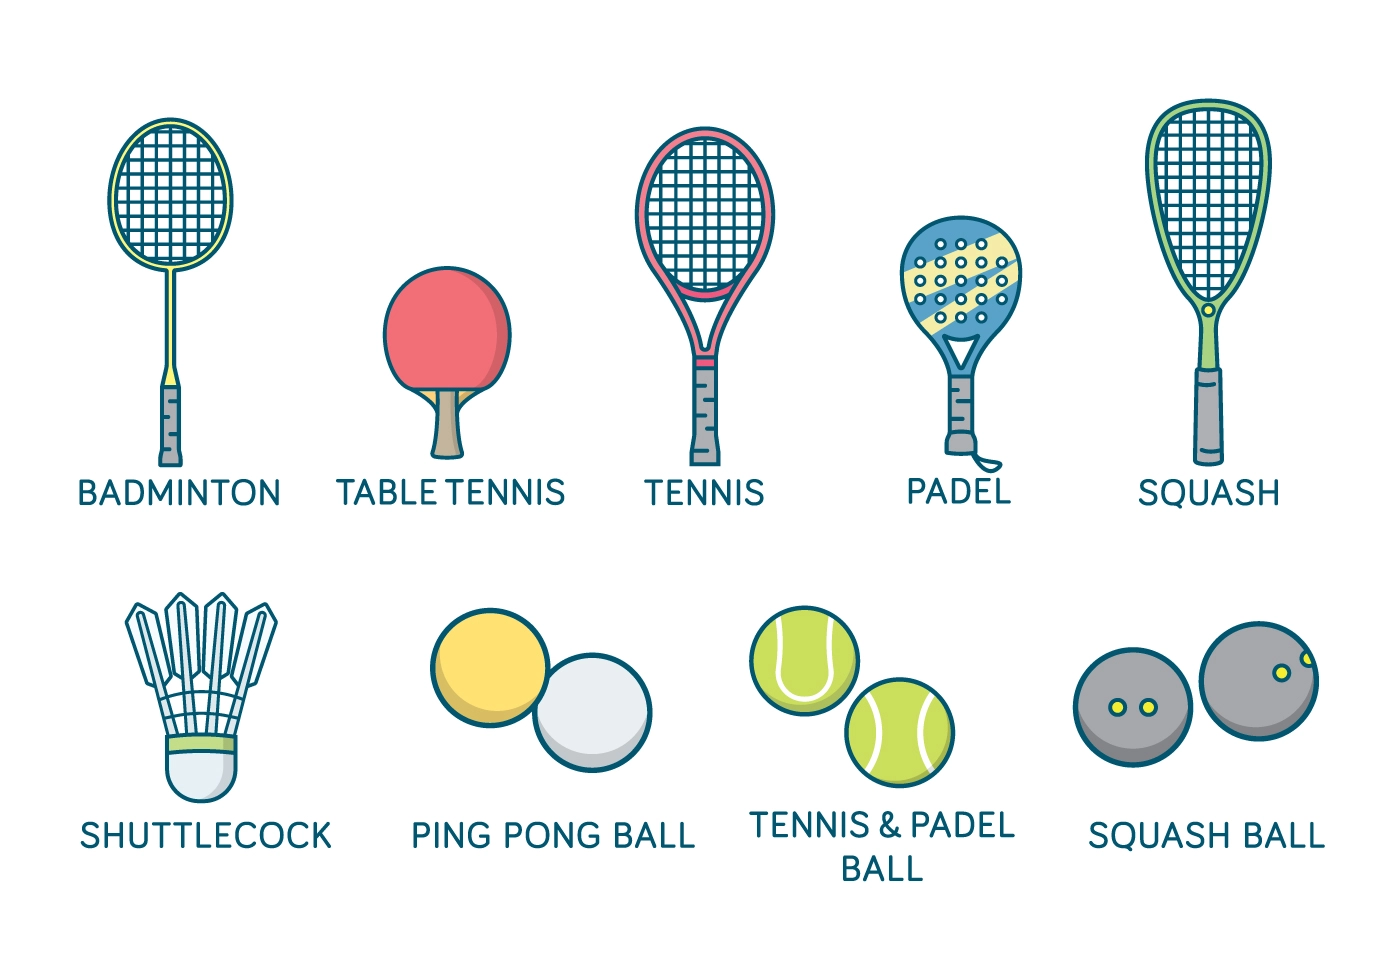 BADMINTON
TABLE TENNIS
TENNIS
PADEL
SQUASH
SHUTTLECOCK
PING PONG BALL
TENNIS & PADEL
BALL
SQUASH BALL